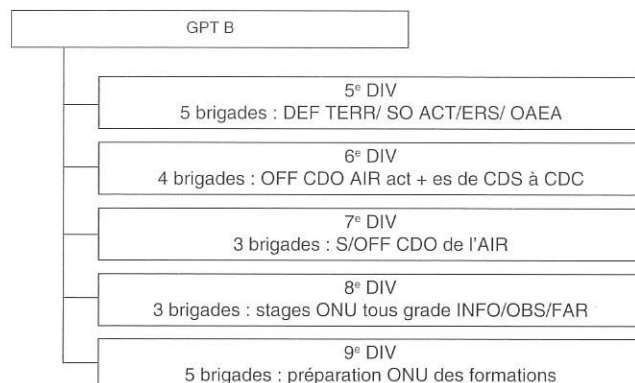 GPT B
5e DIV
5 brigades : DEF TERR/ SO ACT/ERS/ OAEA
6e DIV
4 brigades : OFF CDO AIR act + es de CDS à CDC
7e DIV
3 brigades : S/OFF CDO de l'AIR
8e DIV
3 brigades : stages ONU tous grade INFO/OBS/FAR
9e DIV
5 brigades : préparation ONU des formations